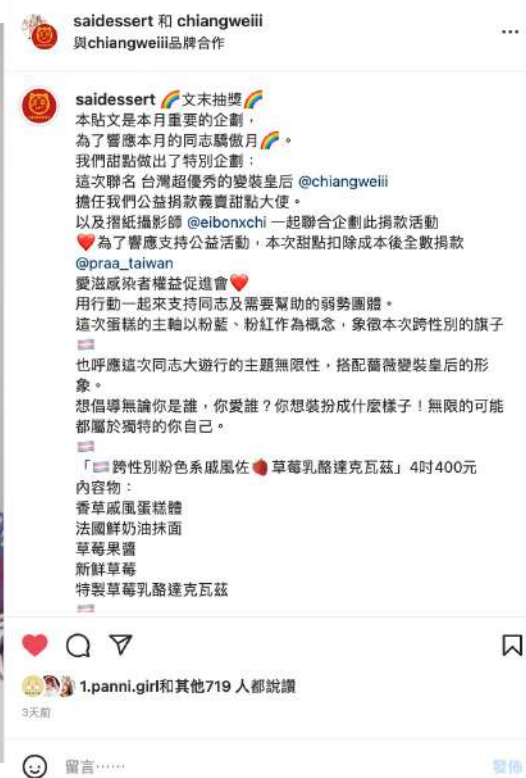 saidessert 和 chiangweiii
與chiangweiii品牌合作
saidessert 🌈文末抽獎🌈
本貼文是本月重要的企劃，
為了響應本月的同志驕傲月🌈。
我們甜點做出了特別企劃：
這次聯名 台灣超優秀的變裝皇后 @chiangweiii
擔任我們公益捐款義賣甜點大使。
以及摺紙攝影師 @eibonxchi 一起聯合企劃此捐款活動
❤️為了響應支持公益活動，本次甜點扣除成本後全數捐款
@praa_taiwan
愛滋感染者權益促進會❤️
用行動一起來支持同志及需要幫助的弱勢團體。
這次蛋糕的主軸以粉藍、粉紅作為概念，象徵本次跨性別的旗子
🏳️‍⚧️
也呼應這次同志大遊行的主題無限性，搭配薔薇變裝皇后的形
象。
想倡導無論你是誰，你愛誰？你想裝扮成什麼樣子！無限的可能
都屬於獨特的你自己。
🏳️‍⚧️
「🏳️‍⚧️跨性別粉色系戚風佐🍓草莓乳酪達克瓦茲」4吋400元
內容物：
香草戚風蛋糕體
法國鮮奶油抹面
草莓果醬
新鮮草莓
特製草莓乳酪達克瓦茲
🏳️‍⚧️
1.panni.girl和其他719 人都說讚
3天前
留言……
發佈